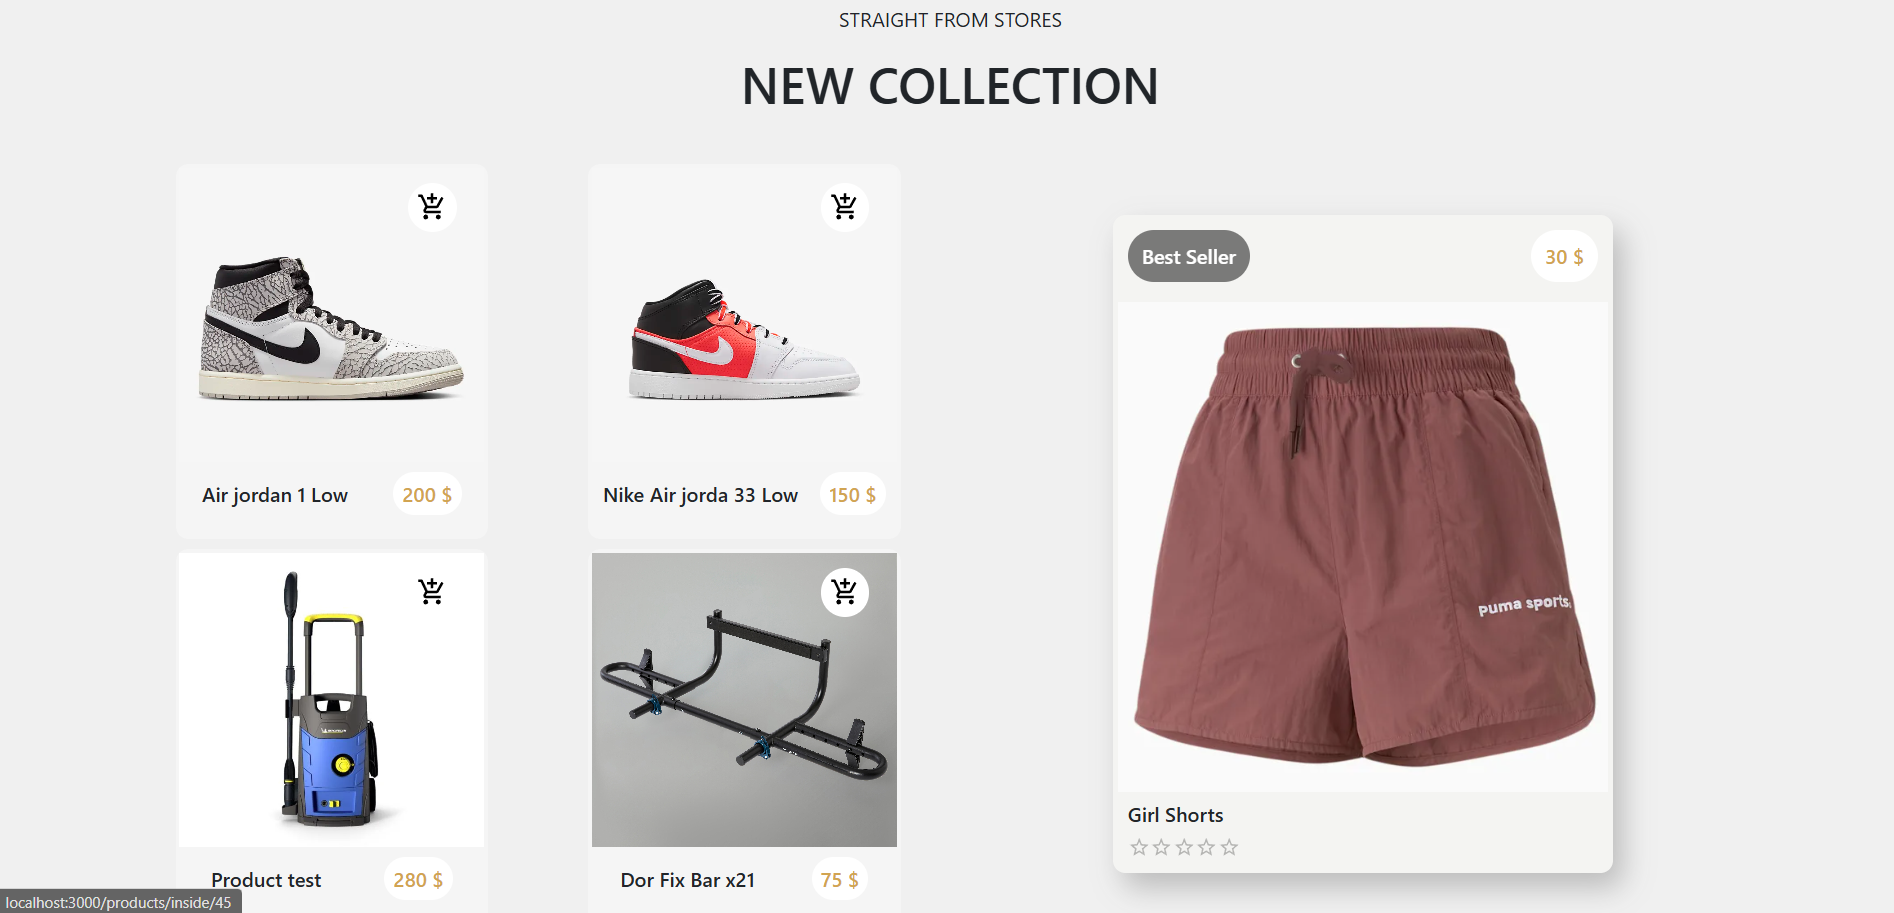 STRAIGHT FROM STORES
NEW COLLECTION
Air jordan 1 Low
200 $
Nike Air jorda 33 Low
150 $
Product test
280 $
Dor Fix Bar x21
75 $
Best Seller
30 $
puma sports.
Girl Shorts
localhost:3000/products/inside/45